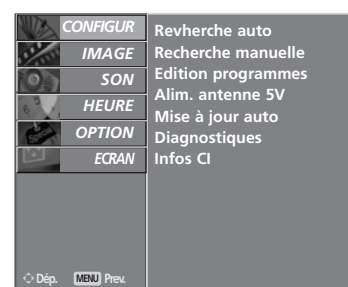 CONFIGUR
IMAGE
SON
HEURE
OPTION
ECRAN
Revherche auto
Recherche manuelle
Edition programmes
Alim. antenne 5V
Mise à jour auto
Diagnostiques
Infos CI
Dép. MENU Prev.